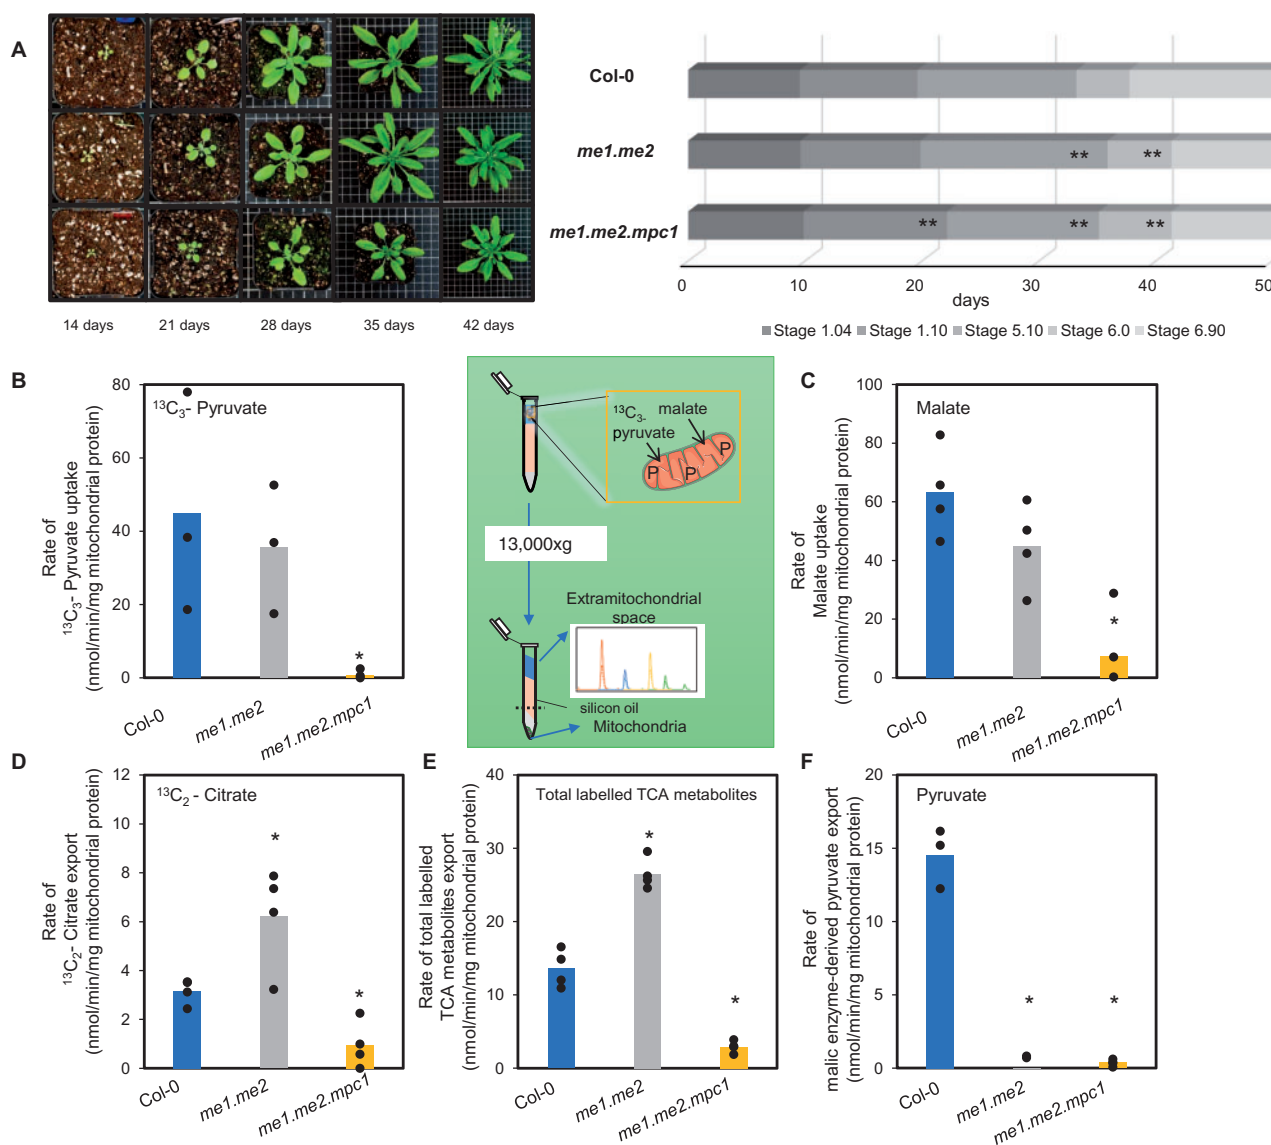 A
14 days 21 days 28 days 35 days 42 days
Col-0
me1.me2
** **
me1.me2.mpc1
** ** **
0 10 20 30 40 50
days
Stage 1.04 Stage 1.10 Stage 5.10 Stage 6.0 Stage 6.90
B
¹³C₃- Pyruvate
Rate of
¹³C₃- Pyruvate uptake
(nmol/min/mg mitochondrial protein)
80
60
40
20
0
*
Col-0 me1.me2 me1.me2.mpc1
¹³C₃-
pyruvate
malate
P P P
13,000xg
Extramitochondrial
space
silicon oil
Mitochondria
C
Malate
Rate of
Malate uptake
(nmol/min/mg mitochondrial protein)
100
80
60
40
20
0
*
Col-0 me1.me2 me1.me2.mpc1
D
¹³C₂ - Citrate
Rate of
¹³C₂- Citrate export
(nmol/min/mg mitochondrial protein)
12
10
8
6
4
2
0
* *
Col-0 me1.me2 me1.me2.mpc1
E
Total labelled TCA metabolites
Rate of total labelled
TCA metabolites export
(nmol/min/mg mitochondrial protein)
40
30
20
10
0
* *
Col-0 me1.me2 me1.me2.mpc1
F
Pyruvate
Rate of
malic enzyme-derived pyruvate export
(nmol/min/mg mitochondrial protein)
20
15
10
5
0
* *
Col-0 me1.me2 me1.me2.mpc1